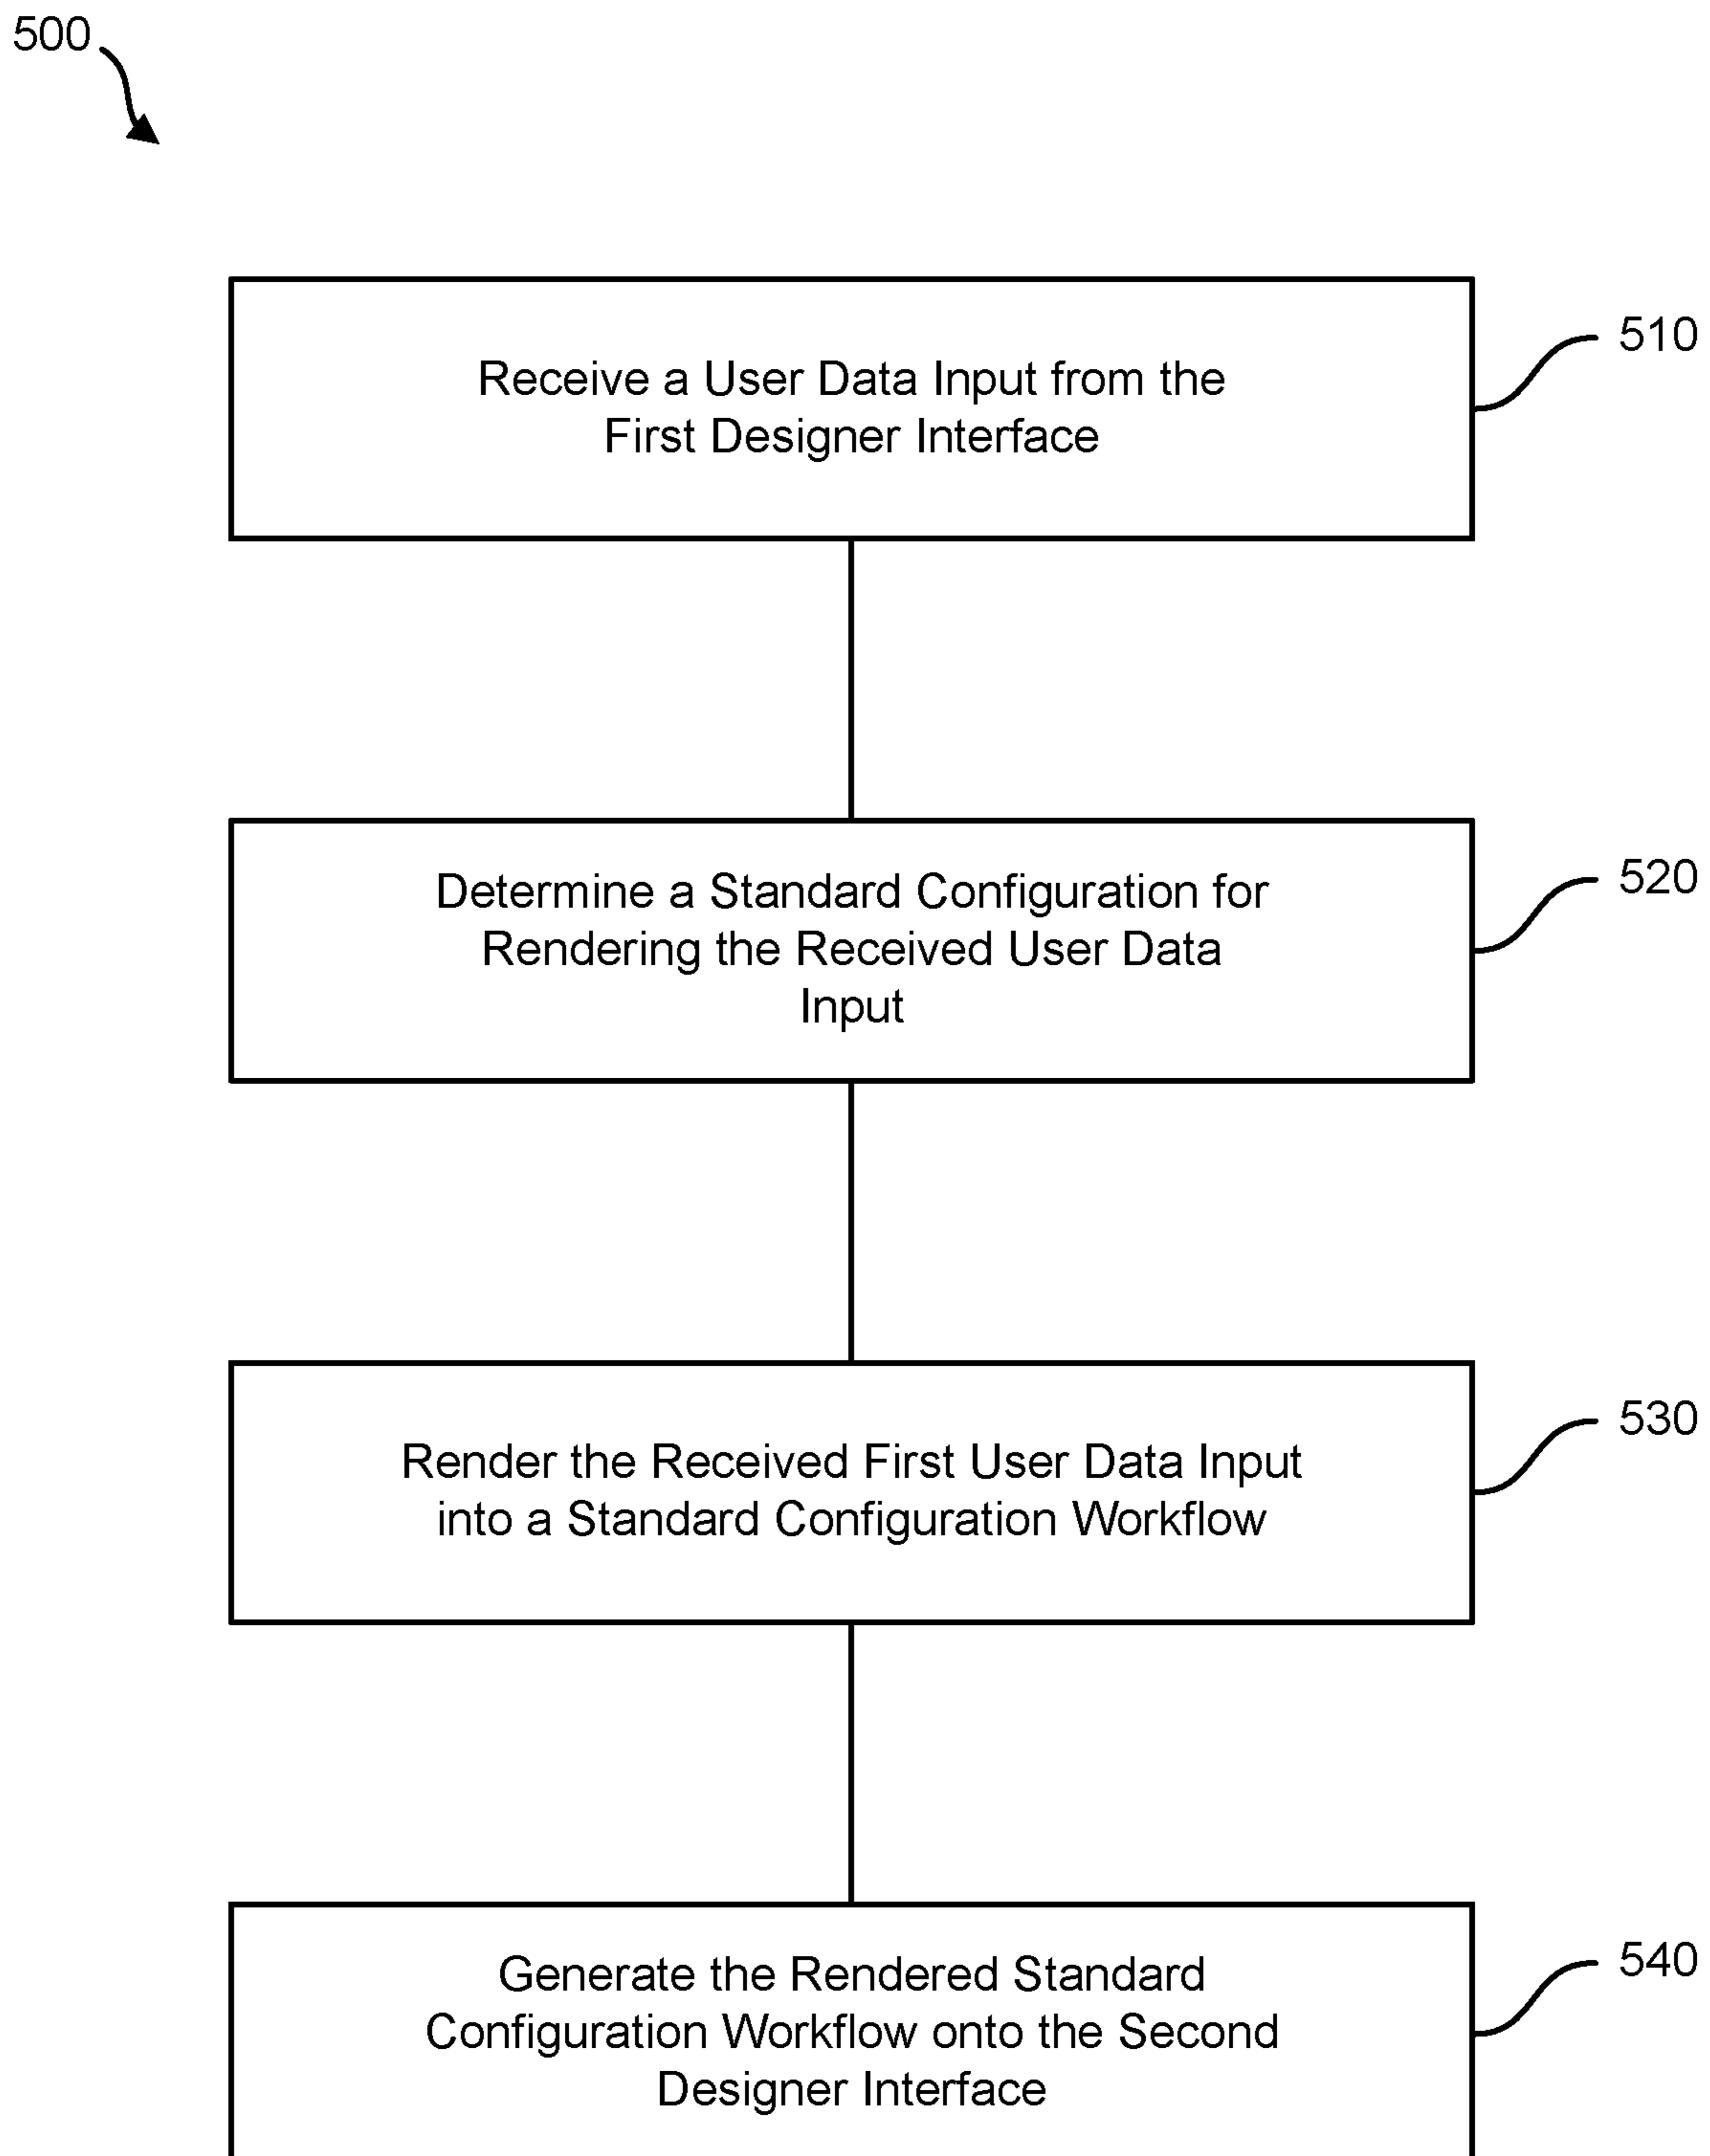 500
Receive a User Data Input from the
First Designer Interface
510
Determine a Standard Configuration for
Rendering the Received User Data
Input
520
Render the Received First User Data Input
into a Standard Configuration Workflow
530
Generate the Rendered Standard
Configuration Workflow onto the Second
Designer Interface
540